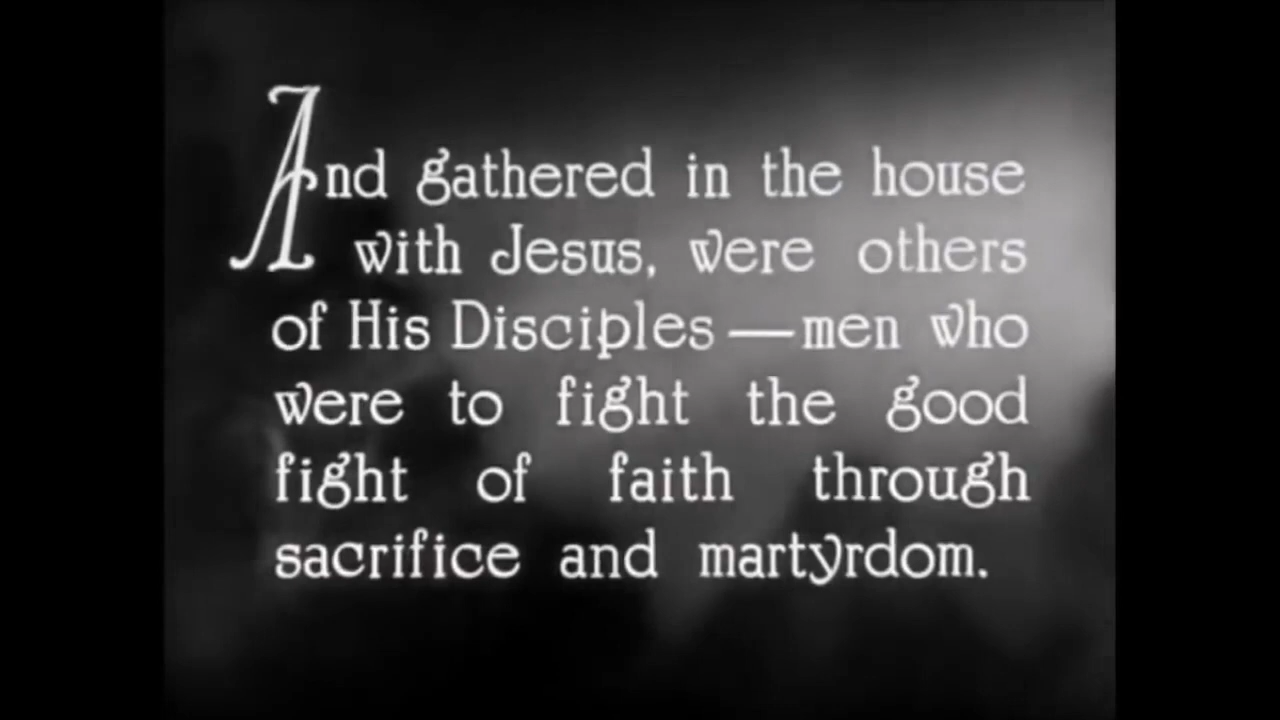 And gathered in the house
with Jesus, were others
of His Disciples—men who
were to fight the good
fight of faith through
sacrifice and martyrdom.